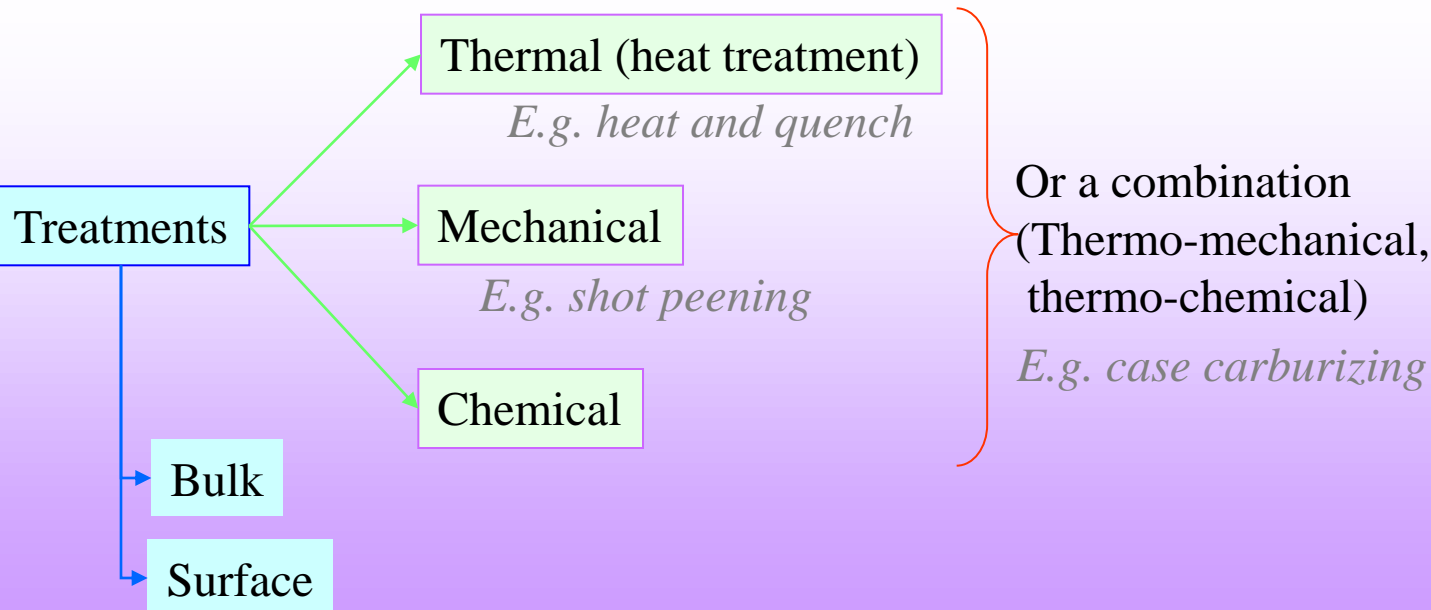 Thermal (heat treatment)
E.g. heat and quench
Treatments
Mechanical
E.g. shot peening
Chemical
Or a combination
(Thermo-mechanical,
thermo-chemical)
E.g. case carburizing
Bulk
Surface